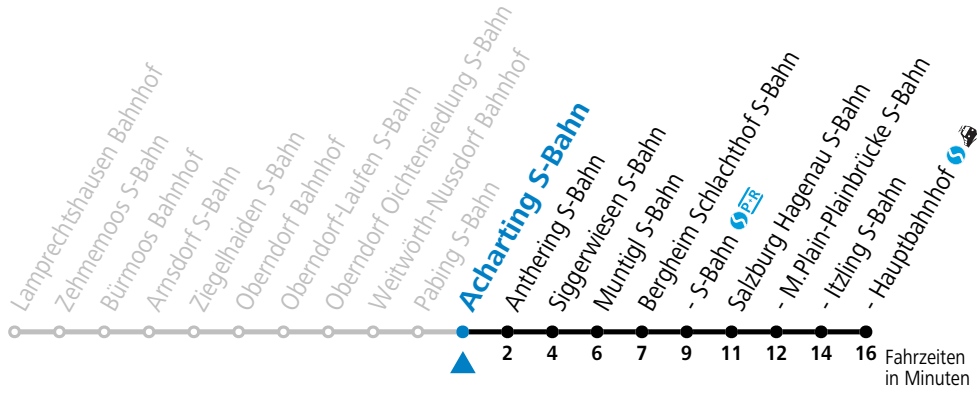 Lamprechtshausen Bahnhof
Zehmemoos S-Bahn
Bürmoos Bahnhof
Arnsdorf S-Bahn
Ziegelhaiden S-Bahn
Oberndorf Bahnhof
Oberndorf-Laufen S-Bahn
Oberndorf Oichtensiedlung S-Bahn
Weitwörth-Nussdorf Bahnhof
Pabing S-Bahn
Acharting S-Bahn
Anthering S-Bahn
Siggerwiesen S-Bahn
Muntigl S-Bahn
Bergheim Schlachthof S-Bahn
- S-Bahn P+R
Salzburg Hagenau S-Bahn
- M.Plain-Plainbrücke S-Bahn
- Itzling S-Bahn
- Hauptbahnhof
2 4 6 7 9 11 12 14 16 Fahrzeiten
in Minuten